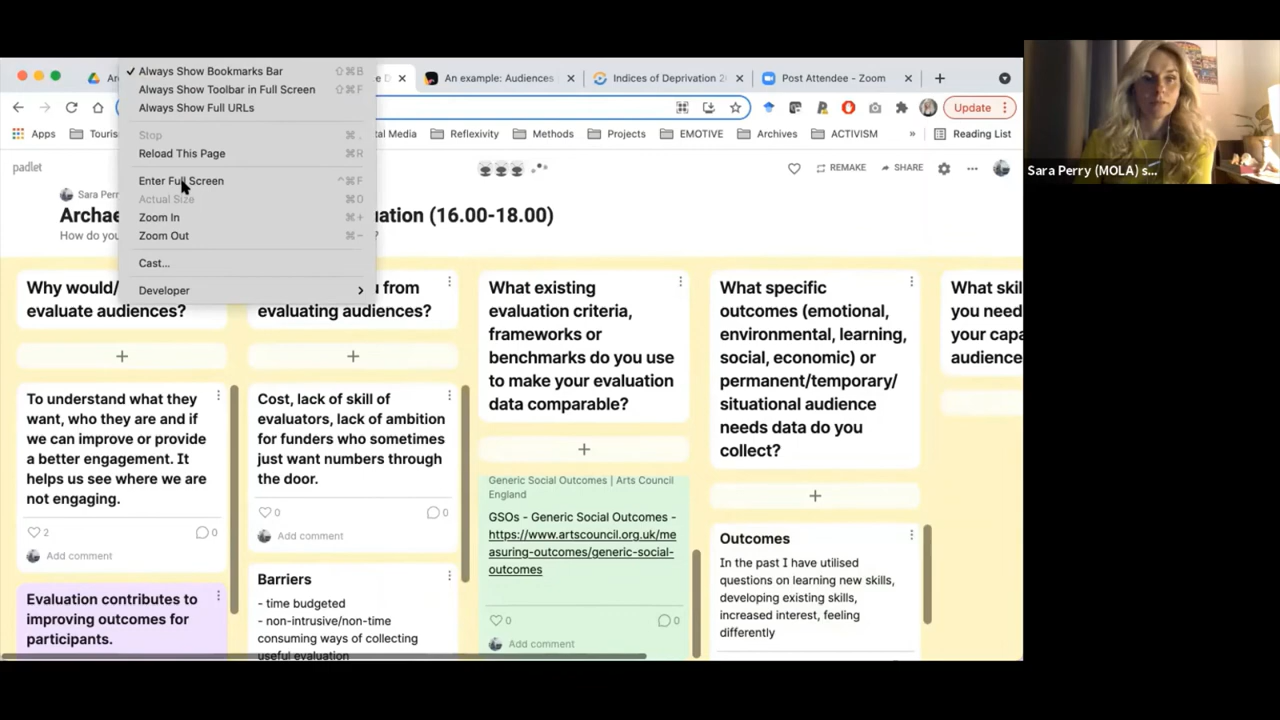 Ar
e D
An example: Audiences
Indices of Deprivation 2
Post Attendee - Zoom
Update
Apps
Touris
tal Media
Reflexivity
Methods
Projects
EMOTIVE
Archives
ACTIVISM
»
Reading List
✓ Always Show Bookmarks Bar ⇧⌘B
Always Show Toolbar in Full Screen ⇧⌘F
Always Show Full URLs
Stop ⌘ .
Reload This Page ⌘R
Enter Full Screen ^⌘F
Actual Size ⌘0
Zoom In ⌘+
Zoom Out ⌘−
Cast...
Developer
padlet
REMAKE
SHARE
Sara Perr
Archae
uation (16.00-18.00)
How do you
?
Why would/
evaluate audiences?
u from
evaluating audiences?
What existing
evaluation criteria,
frameworks or
benchmarks do you use
to make your evaluation
data comparable?
What specific
outcomes (emotional,
environmental, learning,
social, economic) or
permanent/temporary/
situational audience
needs data do you
collect?
What skil
you need
your capa
audience
To understand what they
want, who they are and if
we can improve or provide
a better engagement. It
helps us see where we are
not engaging.
2
0
Add comment
Evaluation contributes to
improving outcomes for
participants.
Cost, lack of skill of
evaluators, lack of ambition
for funders who sometimes
just want numbers through
the door.
0
0
Add comment
Barriers
- time budgeted
- non-intrusive/non-time
consuming ways of collecting
useful evaluation
Generic Social Outcomes | Arts Council
England
GSOs - Generic Social Outcomes -
https://www.artscouncil.org.uk/me
asuring-outcomes/generic-social-
outcomes
0
0
Add comment
Outcomes
In the past I have utilised
questions on learning new skills,
developing existing skills,
increased interest, feeling
differently
Sara Perry (MOLA) s...